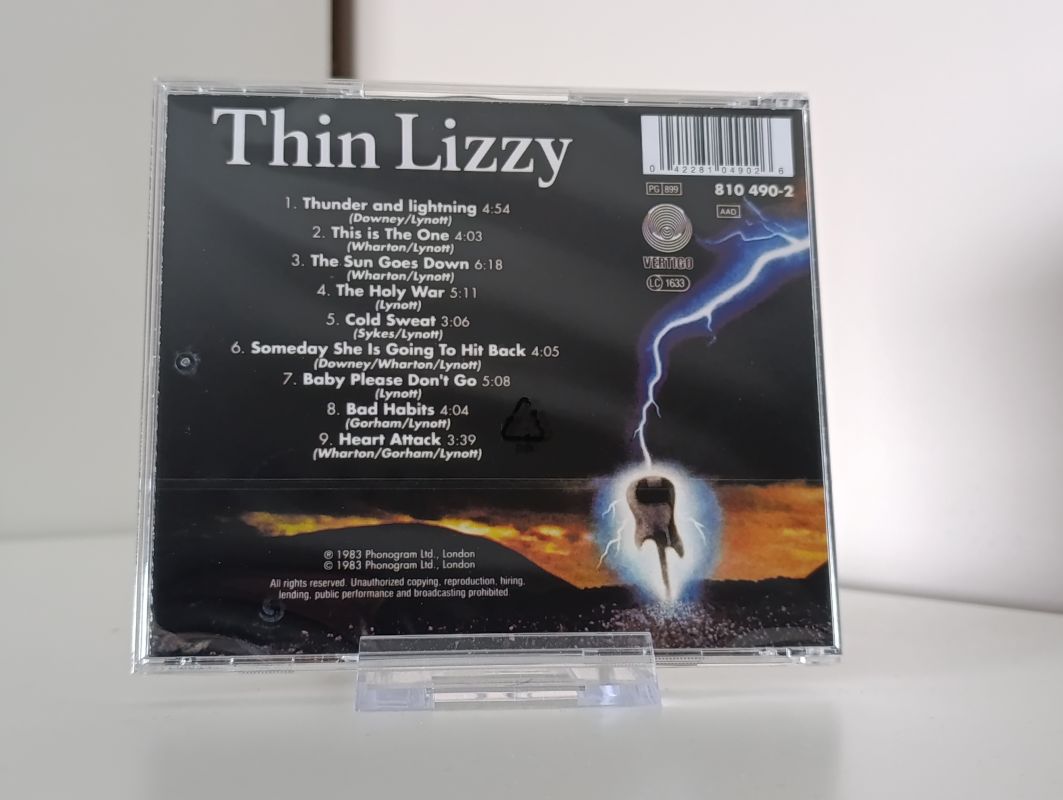 Thin Lizzy
1. Thunder and lightning 4:54
(Downey/Lynott)
2. This is The One 4:03
(Wharton/Lynott)
3. The Sun Goes Down 6:18
(Wharton/Lynott)
4. The Holy War 5:11
(Lynott)
5. Cold Sweat 3:06
(Sykes/Lynott)
6. Someday She Is Going To Hit Back 4:05
(Downey/Wharton/Lynott)
7. Baby Please Don't Go 5:08
(Lynott)
8. Bad Habits 4:04
(Gorham/Lynott)
9. Heart Attack 3:39
(Wharton/Gorham/Lynott)
0 42281 04902 6
PG 899
810 490-2
AAD
VERTIGO
LC 1633
℗ 1983 Phonogram Ltd., London
© 1983 Phonogram Ltd., London
All rights reserved. Unauthorized copying, reproduction, hiring,
lending, public performance and broadcasting prohibited